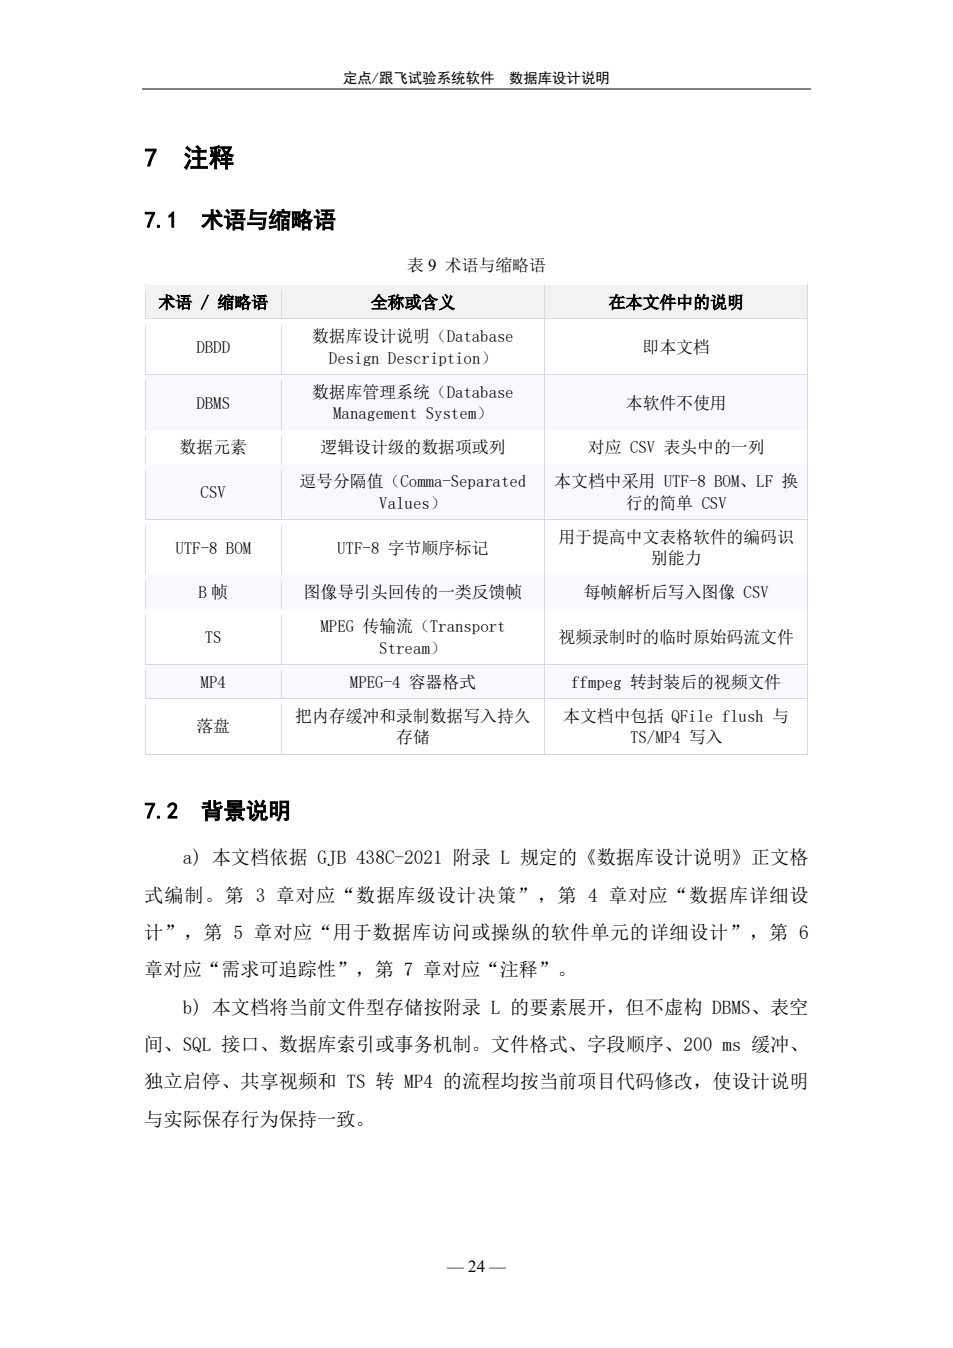 定点/跟飞试验系统软件　数据库设计说明
7　注释
7.1　术语与缩略语
表 9  术语与缩略语
术语 / 缩略语　全称或含义　在本文件中的说明
DBDD　数据库设计说明（Database
Design Description）　即本文档
DBMS　数据库管理系统（Database
Management System）　本软件不使用
数据元素　逻辑设计级的数据项或列　对应 CSV 表头中的一列
CSV　逗号分隔值（Comma-Separated
Values）　本文档中采用 UTF-8 BOM、LF 换
行的简单 CSV
UTF-8 BOM　UTF-8 字节顺序标记　用于提高中文表格软件的编码识
别能力
B 帧　图像导引头回传的一类反馈帧　每帧解析后写入图像 CSV
TS　MPEG 传输流（Transport
Stream）　视频录制时的临时原始码流文件
MP4　MPEG-4 容器格式　ffmpeg 转封装后的视频文件
落盘　把内存缓冲和录制数据写入持久
存储　本文档中包括 QFile flush 与
TS/MP4 写入
7.2　背景说明
a) 本文档依据 GJB 438C-2021 附录 L 规定的《数据库设计说明》正文格
式编制。第 3 章对应“数据库级设计决策”，第 4 章对应“数据库详细设
计”，第 5 章对应“用于数据库访问或操纵的软件单元的详细设计”，第 6
章对应“需求可追踪性”，第 7 章对应“注释”。
b) 本文档将当前文件型存储按附录 L 的要素展开，但不虚构 DBMS、表空
间、SQL 接口、数据库索引或事务机制。文件格式、字段顺序、200 ms 缓冲、
独立启停、共享视频和 TS 转 MP4 的流程均按当前项目代码修改，使设计说明
与实际保存行为保持一致。
— 24 —